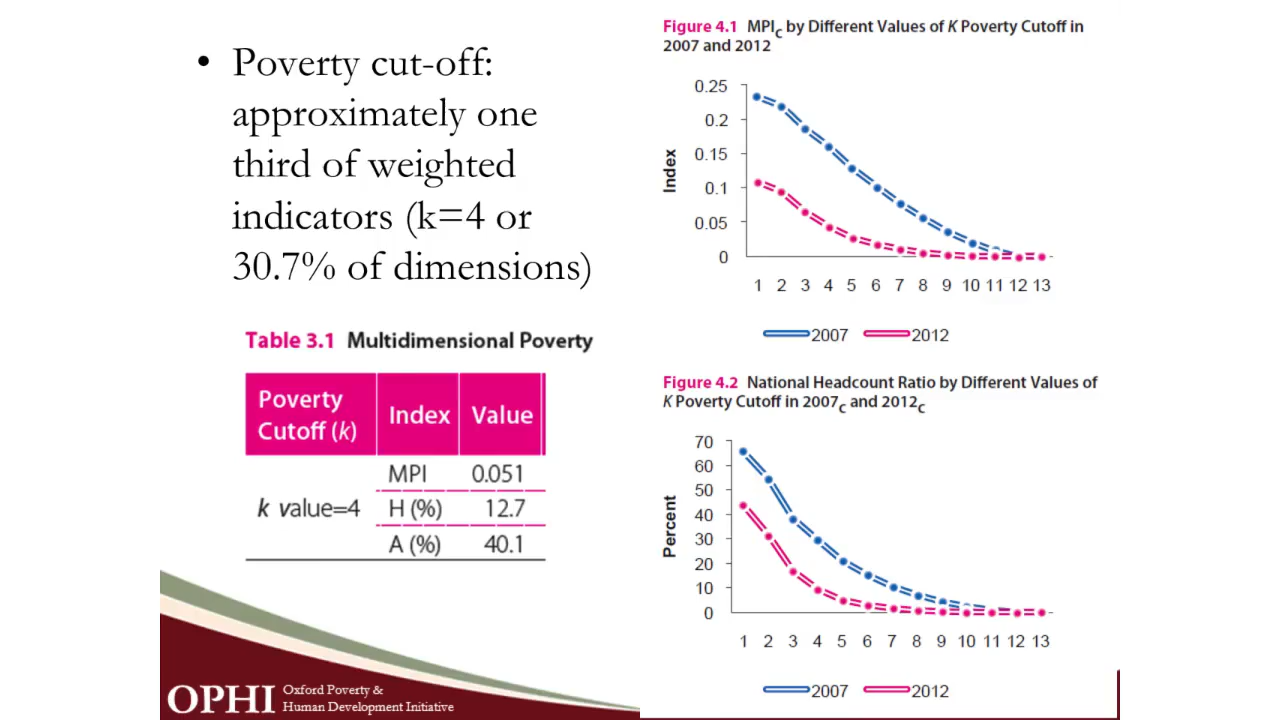 • Poverty cut-off:
approximately one
third of weighted
indicators (k=4 or
30.7% of dimensions)
Table 3.1 Multidimensional Poverty
Poverty Cutoff (k) Index Value
k value=4
MPI 0.051
H (%) 12.7
A (%) 40.1
OPHI
Oxford Poverty &
Human Development Initiative
Figure 4.1 MPIC by Different Values of K Poverty Cutoff in
2007 and 2012
Index
0.25
0.2
0.15
0.1
0.05
0
1 2 3 4 5 6 7 8 9 10 11 12 13
2007 2012
Figure 4.2 National Headcount Ratio by Different Values of
K Poverty Cutoff in 2007C and 2012C
Percent
70
60
50
40
30
20
10
0
1 2 3 4 5 6 7 8 9 10 11 12 13
2007 2012